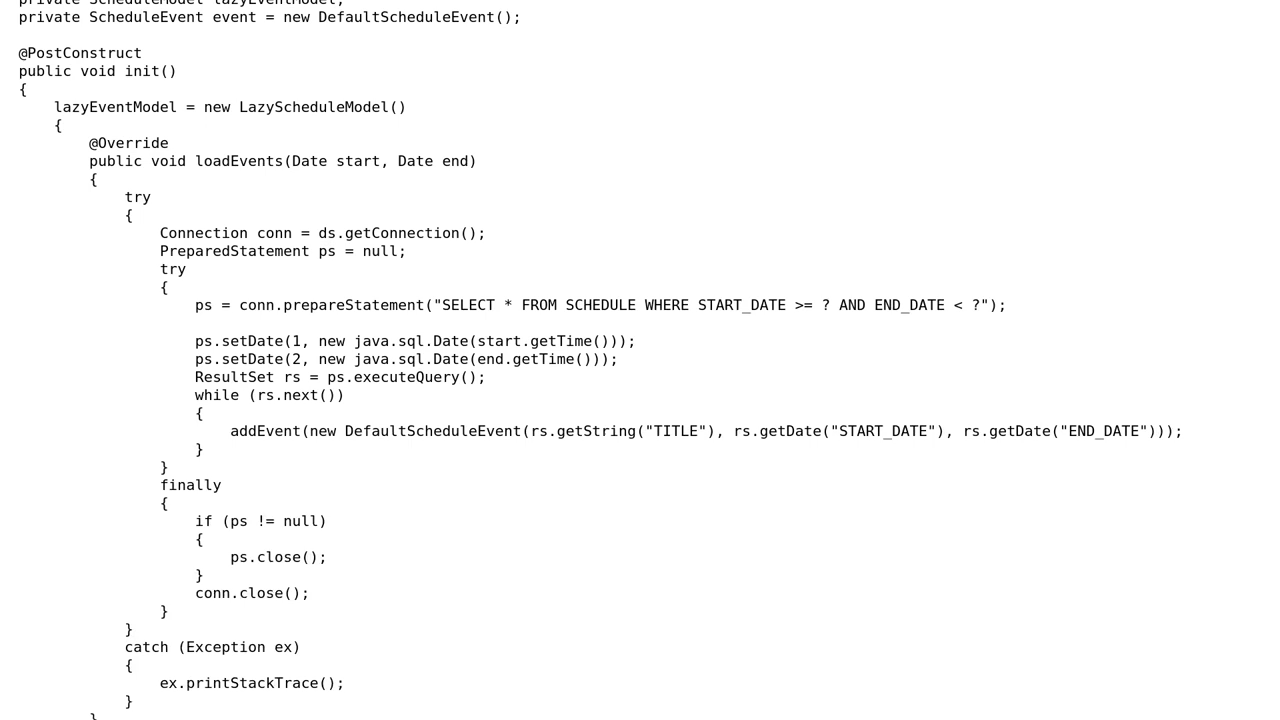 private ScheduleModel lazyEventModel;
private ScheduleEvent event = new DefaultScheduleEvent();
@PostConstruct
public void init()
{
lazyEventModel = new LazyScheduleModel()
{
@Override
public void loadEvents(Date start, Date end)
{
try
{
Connection conn = ds.getConnection();
PreparedStatement ps = null;
try
{
ps = conn.prepareStatement("SELECT * FROM SCHEDULE WHERE START_DATE >= ? AND END_DATE < ?");
ps.setDate(1, new java.sql.Date(start.getTime()));
ps.setDate(2, new java.sql.Date(end.getTime()));
ResultSet rs = ps.executeQuery();
while (rs.next())
{
addEvent(new DefaultScheduleEvent(rs.getString("TITLE"), rs.getDate("START_DATE"), rs.getDate("END_DATE")));
}
}
finally
{
if (ps != null)
{
ps.close();
}
conn.close();
}
}
catch (Exception ex)
{
ex.printStackTrace();
}
}